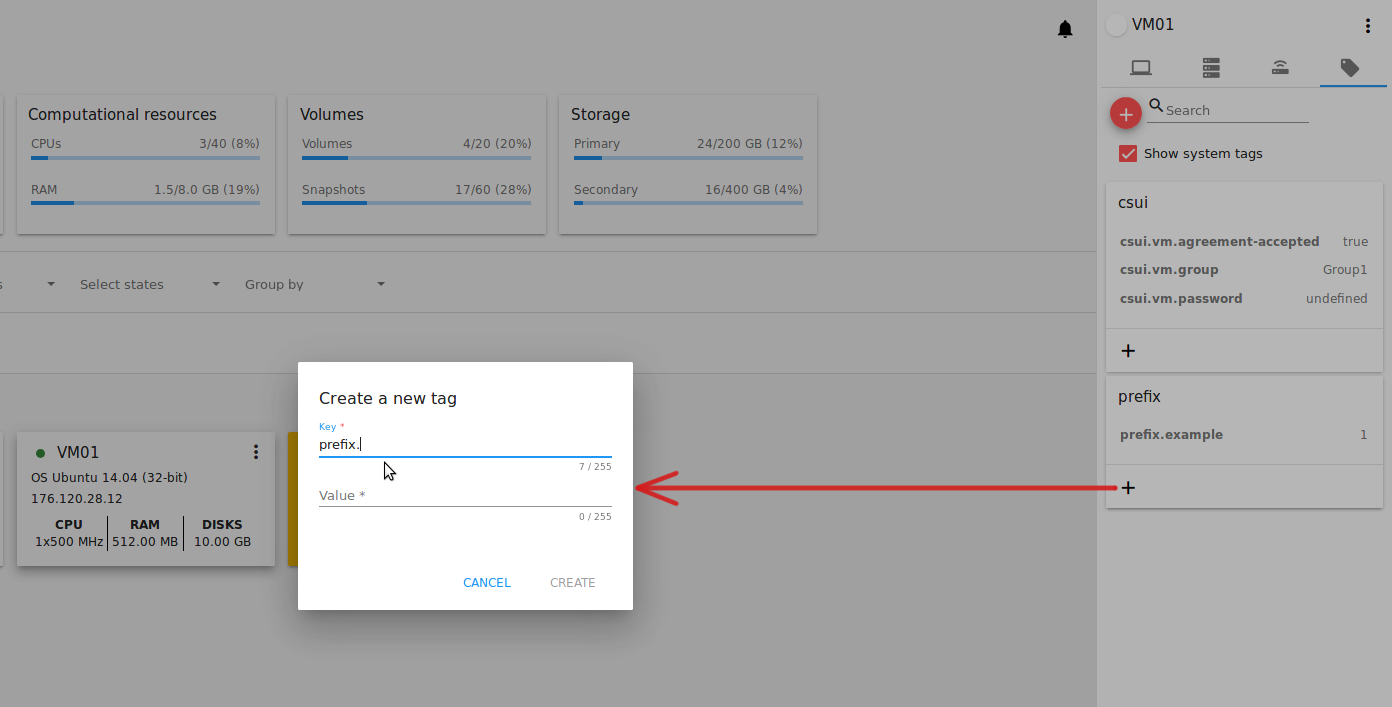 VM01
Computational resources
CPUs 3/40 (8%)
RAM 1.5/8.0 GB (19%)
Volumes
Volumes 4/20 (20%)
Snapshots 17/60 (28%)
Storage
Primary 24/200 GB (12%)
Secondary 16/400 GB (4%)
s
Select states
Group by
Search
Show system tags
csui
csui.vm.agreement-accepted true
csui.vm.group Group1
csui.vm.password undefined
+
prefix
prefix.example 1
+
Create a new tag
Key *
prefix.
7 / 255
Value *
0 / 255
CANCEL CREATE
VM01
OS Ubuntu 14.04 (32-bit)
176.120.28.12
CPU RAM DISKS
1x500 MHz 512.00 MB 10.00 GB